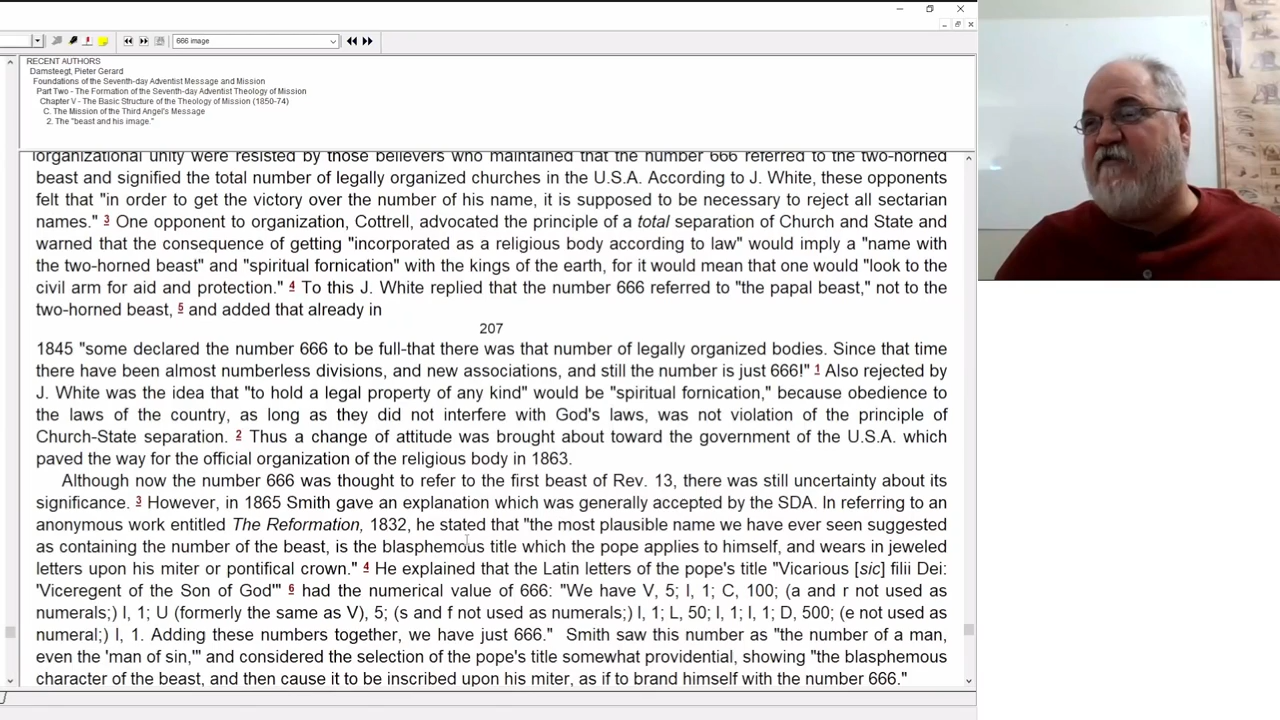 666 image
RECENT AUTHORS
Damsteegt, Pieter Gerard
Foundations of the Seventh-day Adventist Message and Mission
Part Two - The Formation of the Seventh-day Adventist Theology of Mission
Chapter V - The Basic Structure of the Theology of Mission (1850-74)
C. The Mission of the Third Angel's Message
2. The "beast and his image."
organizational unity were resisted by those believers who maintained that the number 666 referred to the two-horned
beast and signified the total number of legally organized churches in the U.S.A. According to J. White, these opponents
felt that "in order to get the victory over the number of his name, it is supposed to be necessary to reject all sectarian
names." 3 One opponent to organization, Cottrell, advocated the principle of a total separation of Church and State and
warned that the consequence of getting "incorporated as a religious body according to law" would imply a "name with
the two-horned beast" and "spiritual fornication" with the kings of the earth, for it would mean that one would "look to the
civil arm for aid and protection." 4 To this J. White replied that the number 666 referred to "the papal beast," not to the
two-horned beast, 5 and added that already in
207
1845 "some declared the number 666 to be full-that there was that number of legally organized bodies. Since that time
there have been almost numberless divisions, and new associations, and still the number is just 666!" 1 Also rejected by
J. White was the idea that "to hold a legal property of any kind" would be "spiritual fornication," because obedience to
the laws of the country, as long as they did not interfere with God's laws, was not violation of the principle of
Church-State separation. 2 Thus a change of attitude was brought about toward the government of the U.S.A. which
paved the way for the official organization of the religious body in 1863.
Although now the number 666 was thought to refer to the first beast of Rev. 13, there was still uncertainty about its
significance. 3 However, in 1865 Smith gave an explanation which was generally accepted by the SDA. In referring to an
anonymous work entitled The Reformation, 1832, he stated that "the most plausible name we have ever seen suggested
as containing the number of the beast, is the blasphemous title which the pope applies to himself, and wears in jeweled
letters upon his miter or pontifical crown." 4 He explained that the Latin letters of the pope's title "Vicarious [sic] filii Dei:
'Viceregent of the Son of God'" 6 had the numerical value of 666: "We have V, 5; I, 1; C, 100; (a and r not used as
numerals;) I, 1; U (formerly the same as V), 5; (s and f not used as numerals;) I, 1; L, 50; I, 1; I, 1; D, 500; (e not used as
numeral;) I, 1. Adding these numbers together, we have just 666." Smith saw this number as "the number of a man,
even the 'man of sin,'" and considered the selection of the pope's title somewhat providential, showing "the blasphemous
character of the beast, and then cause it to be inscribed upon his miter, as if to brand himself with the number 666."